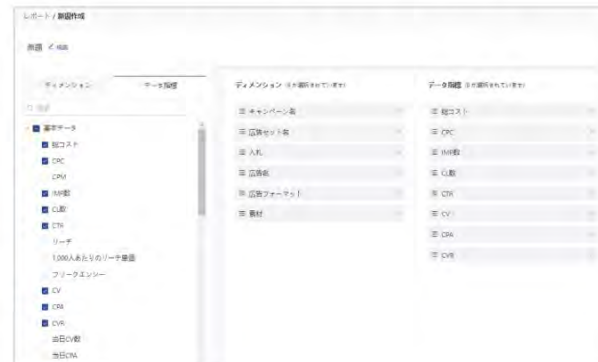 レポート / 新規作成
ディメンション
データ指標
基本データ
総コスト
CPC
CPM
IMP数
CL数
CTR
リーチ
1,000人あたりのリーチ単価
フリークエンシー
CV
CPA
CVR
当日CV数
当日CPA
ディメンション
キャンペーン名
広告セット名
入札
広告名
広告フォーマット
素材
データ指標
総コスト
CPC
IMP数
CL数
CTR
CV
CPA
CVR